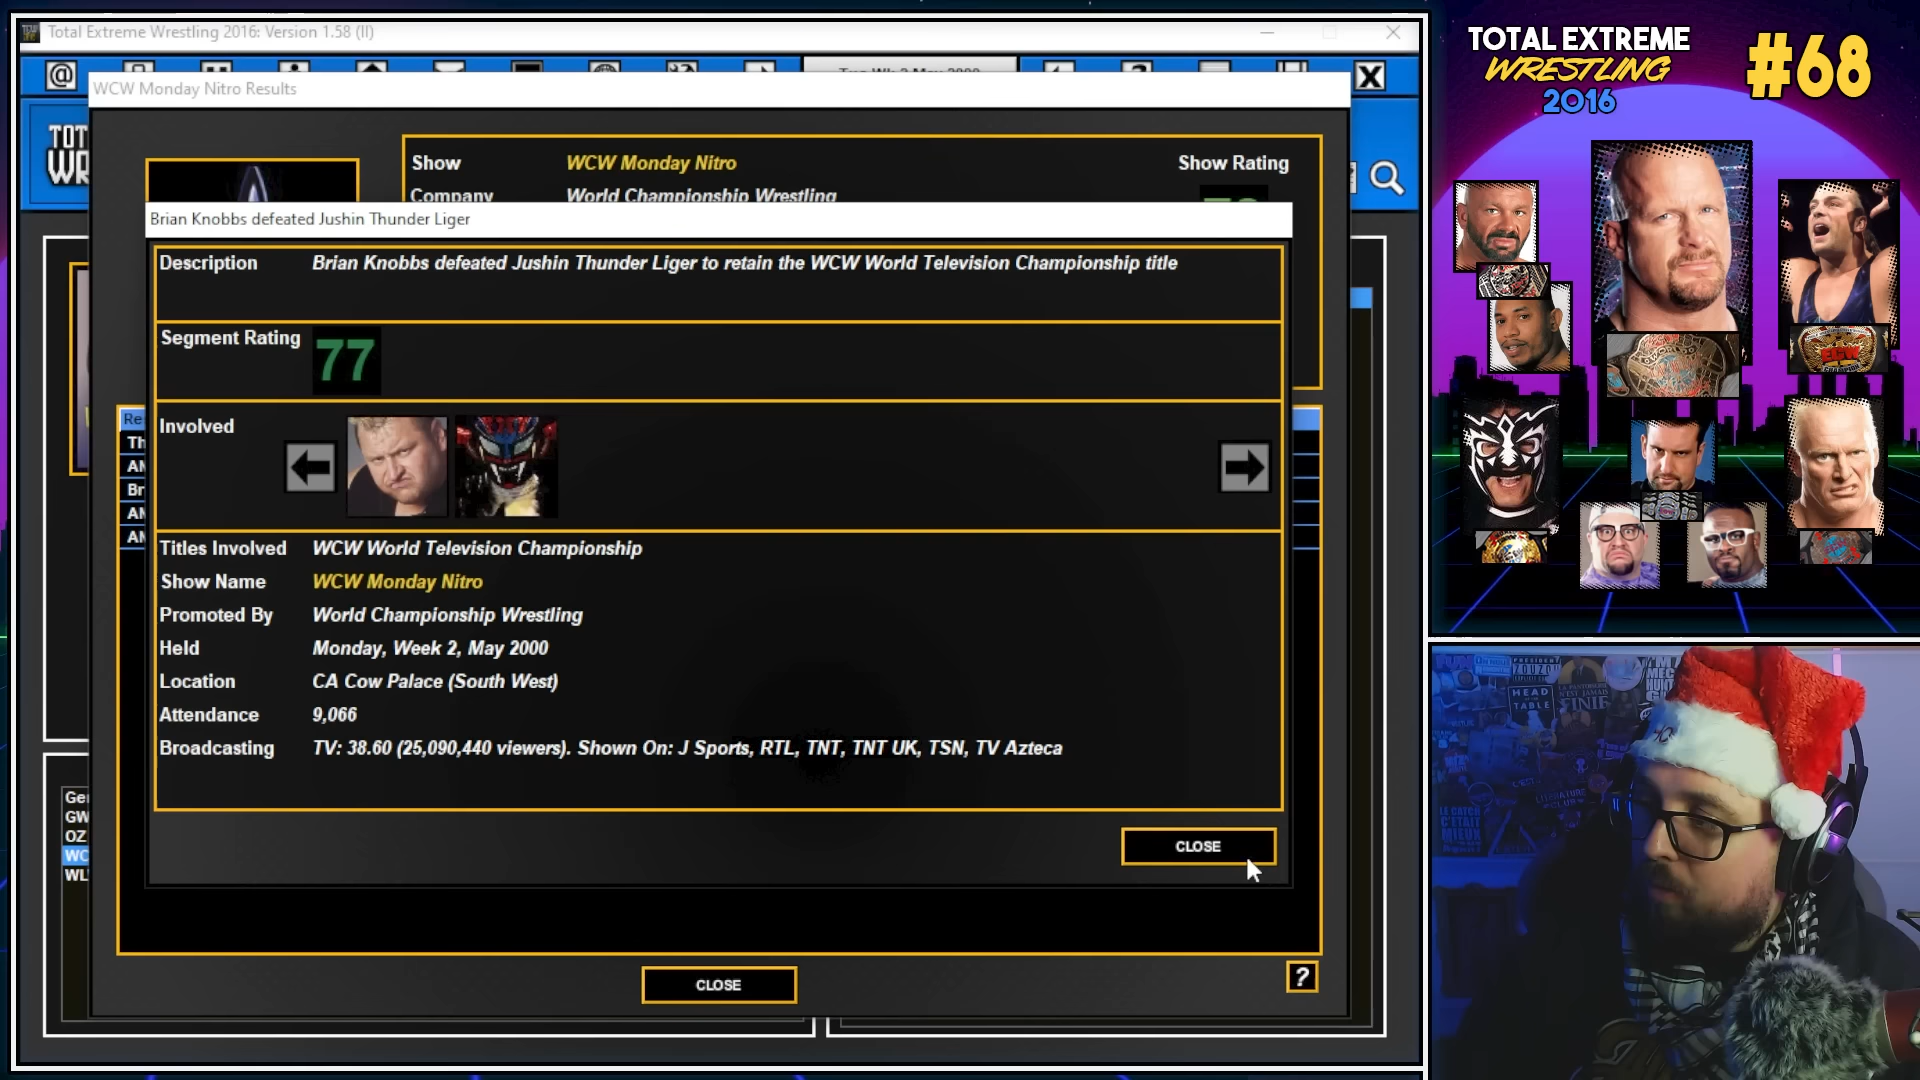 Total Extreme Wrestling 2016: Version 1.58 (II)
WCW Monday Nitro Results
Show WCW Monday Nitro Show Rating
Company World Championship Wrestling
Brian Knobbs defeated Jushin Thunder Liger
Description Brian Knobbs defeated Jushin Thunder Liger to retain the WCW World Television Championship title
Segment Rating 77
Involved
Titles Involved WCW World Television Championship
Show Name WCW Monday Nitro
Promoted By World Championship Wrestling
Held Monday, Week 2, May 2000
Location CA Cow Palace (South West)
Attendance 9,066
Broadcasting TV: 38.60 (25,090,440 viewers). Shown On: J Sports, RTL, TNT, TNT UK, TSN, TV Azteca
CLOSE
CLOSE
?
TOTAL EXTREME
WRESTLING
2016
#68
HEAD
TABLE
ECW